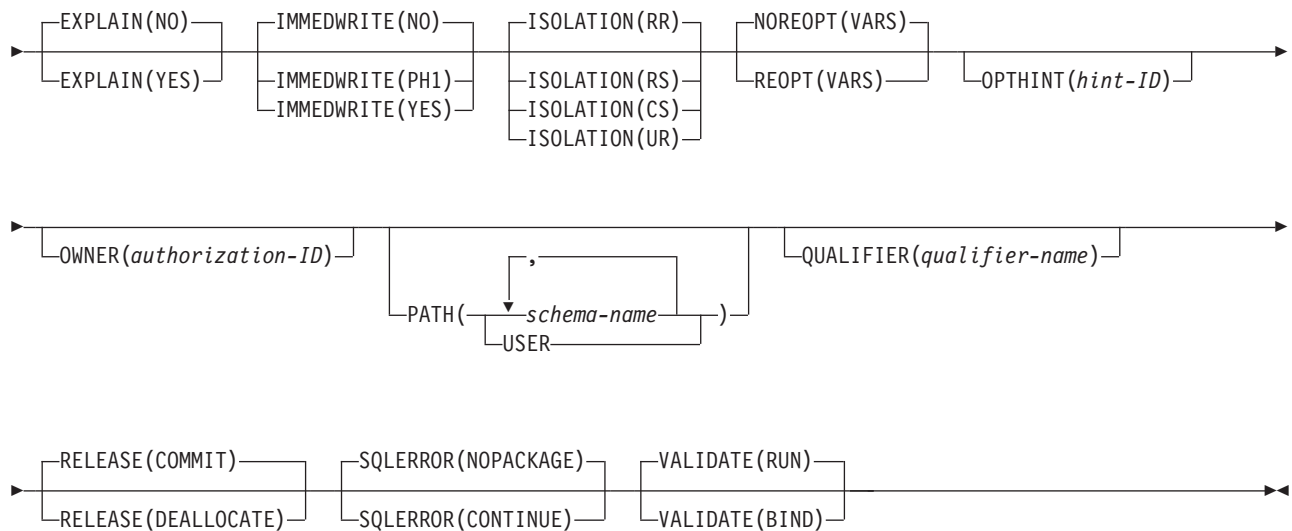 EXPLAIN(NO) IMMEDWRITE(NO) ISOLATION(RR) NOREOPT(VARS)
EXPLAIN(YES) IMMEDWRITE(PH1) ISOLATION(RS) REOPT(VARS) OPTHINT(hint-ID)
IMMEDWRITE(YES) ISOLATION(CS)
ISOLATION(UR)
OWNER(authorization-ID) QUALIFIER(qualifier-name)
,
PATH( schema-name )
USER
RELEASE(COMMIT) SQLERROR(NOPACKAGE) VALIDATE(RUN)
RELEASE(DEALLOCATE) SQLERROR(CONTINUE) VALIDATE(BIND)